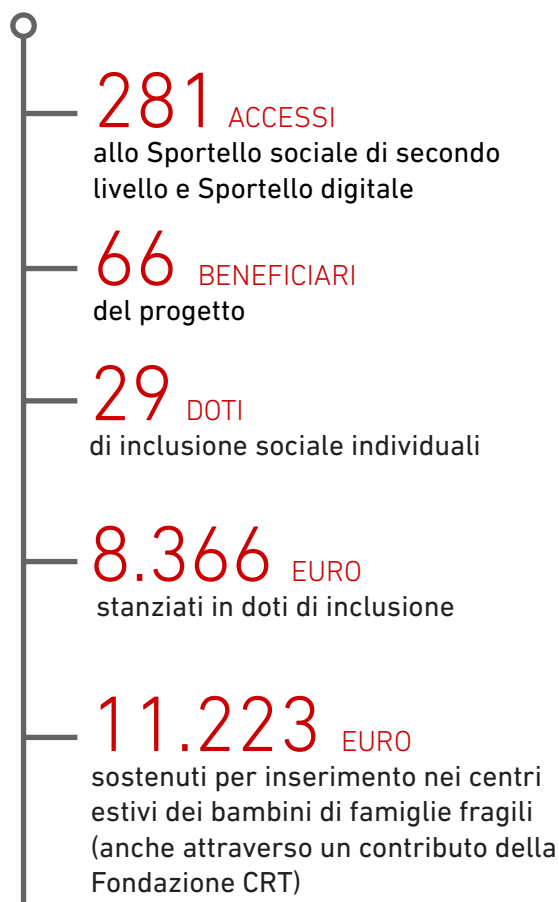 281 ACCESSI
allo Sportello sociale di secondo
livello e Sportello digitale
66 BENEFICIARI
del progetto
29 DOTI
di inclusione sociale individuali
8.366 EURO
stanziati in doti di inclusione
11.223 EURO
sostenuti per inserimento nei centri
estivi dei bambini di famiglie fragili
(anche attraverso un contributo della
Fondazione CRT)